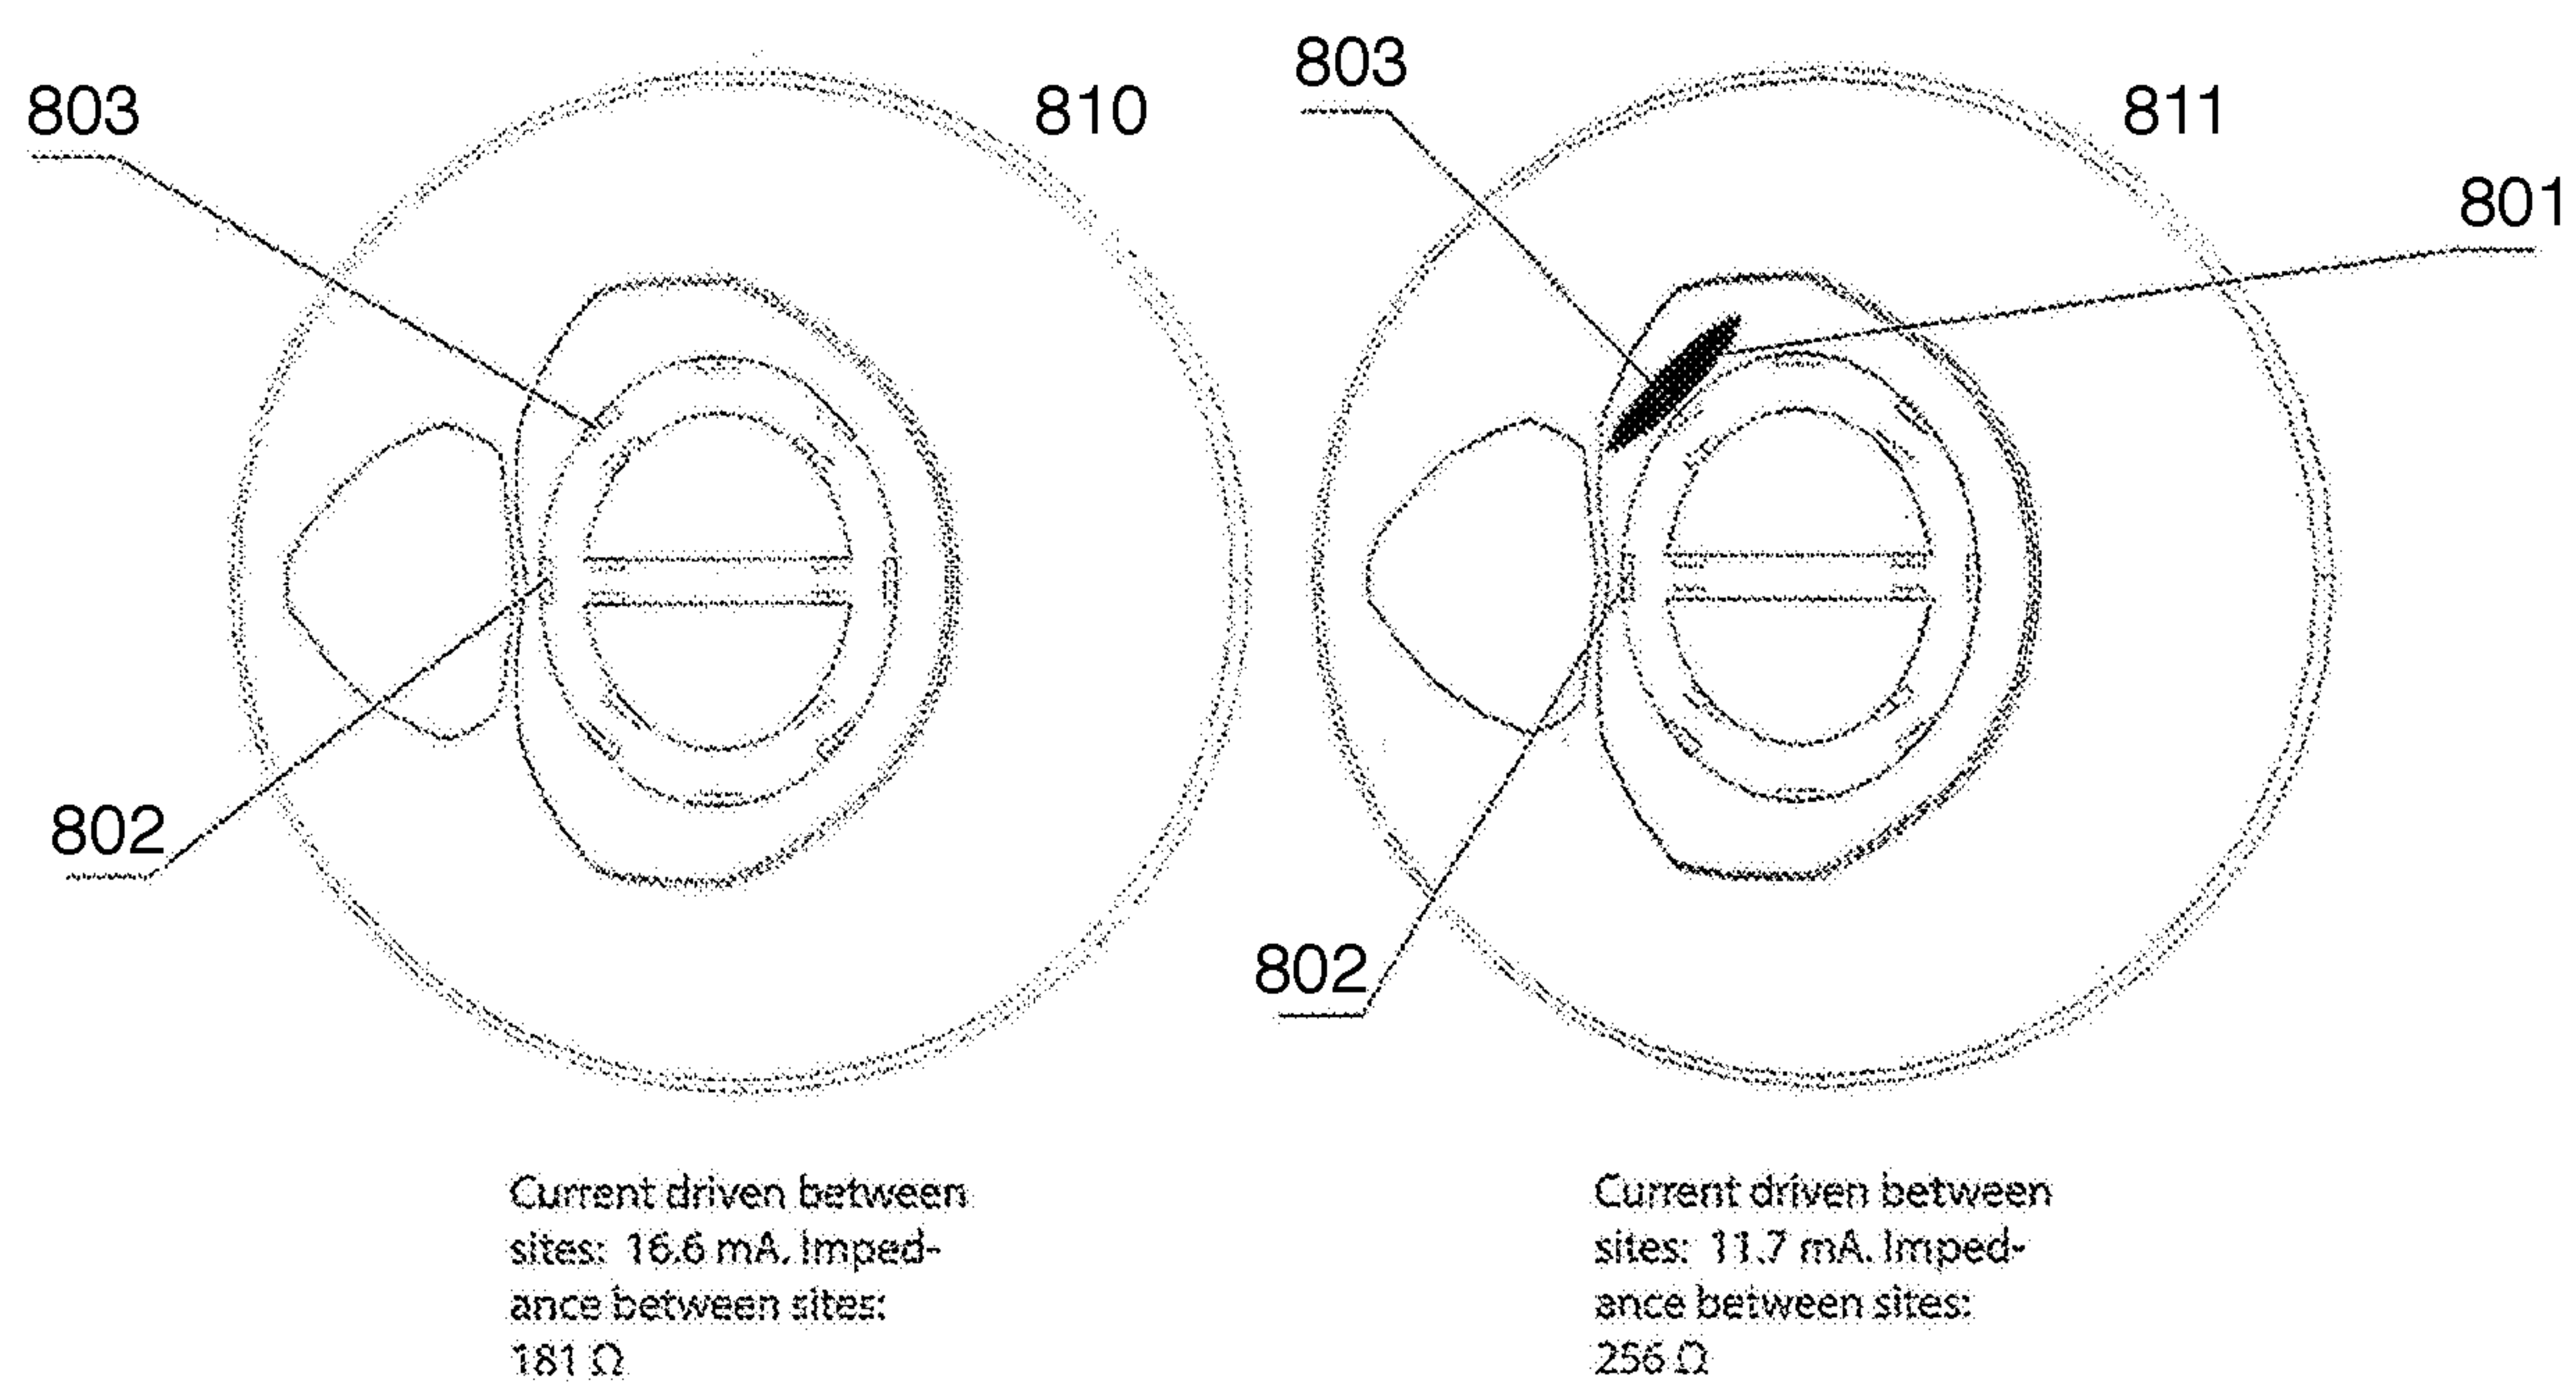 803
810
802
Current driven between
sites: 16.6 mA. Imped-
ance between sites:
181 Ω
803
811
801
802
Current driven between
sites: 11.7 mA. Imped-
ance between sites:
256 Ω